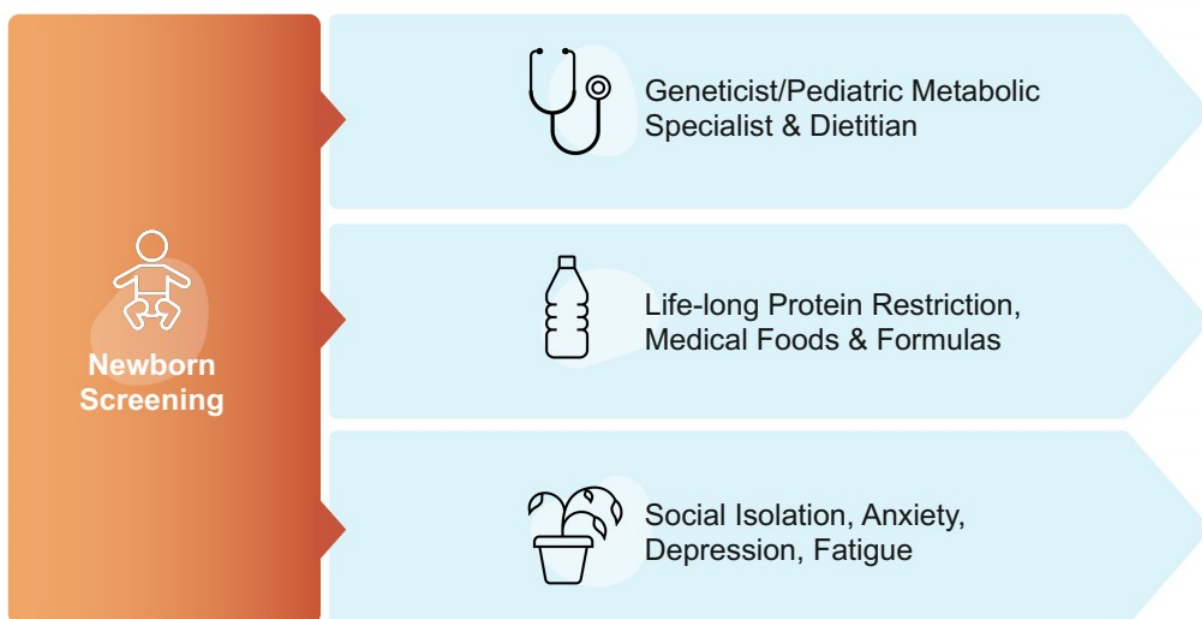 Newborn
Screening
Geneticist/Pediatric Metabolic
Specialist & Dietitian
Life-long Protein Restriction,
Medical Foods & Formulas
Social Isolation, Anxiety,
Depression, Fatigue